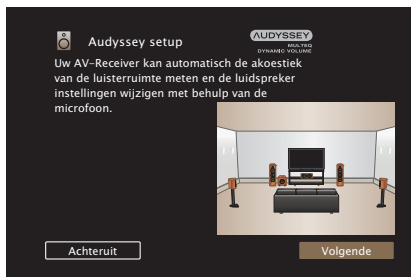 Audyssey setup
AUDYSSEY
MULTEQ
DYNAMIC VOLUME
Uw AV-Receiver kan automatisch de akoestiek
van de luisterruimte meten en de luidspreker
instellingen wijzigen met behulp van de
microfoon.
Achteruit
Volgende